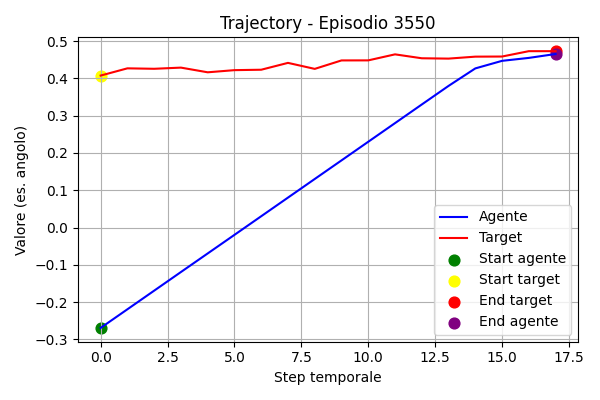 Trajectory - Episodio 3550
Valore (es. angolo)
0.5
0.4
0.3
0.2
0.1
0.0
−0.1
−0.2
−0.3
Agente
Target
Start agente
Start target
End target
End agente
0.0 2.5 5.0 7.5 10.0 12.5 15.0 17.5
Step temporale